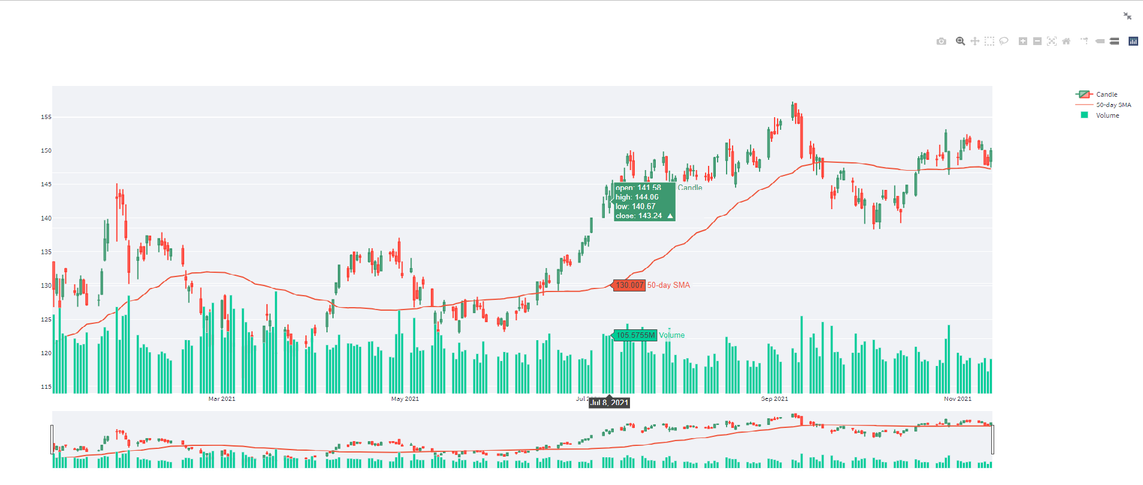 Candle
50-day SMA
Volume
155
150
145
140
135
130
125
120
115
open: 141.58 Candle
high: 144.06
low: 140.67
close: 143.24 ▲
130.007 50-day SMA
105.5755M Volume
Mar 2021
May 2021
Jul 8, 2021
Sep 2021
Nov 2021